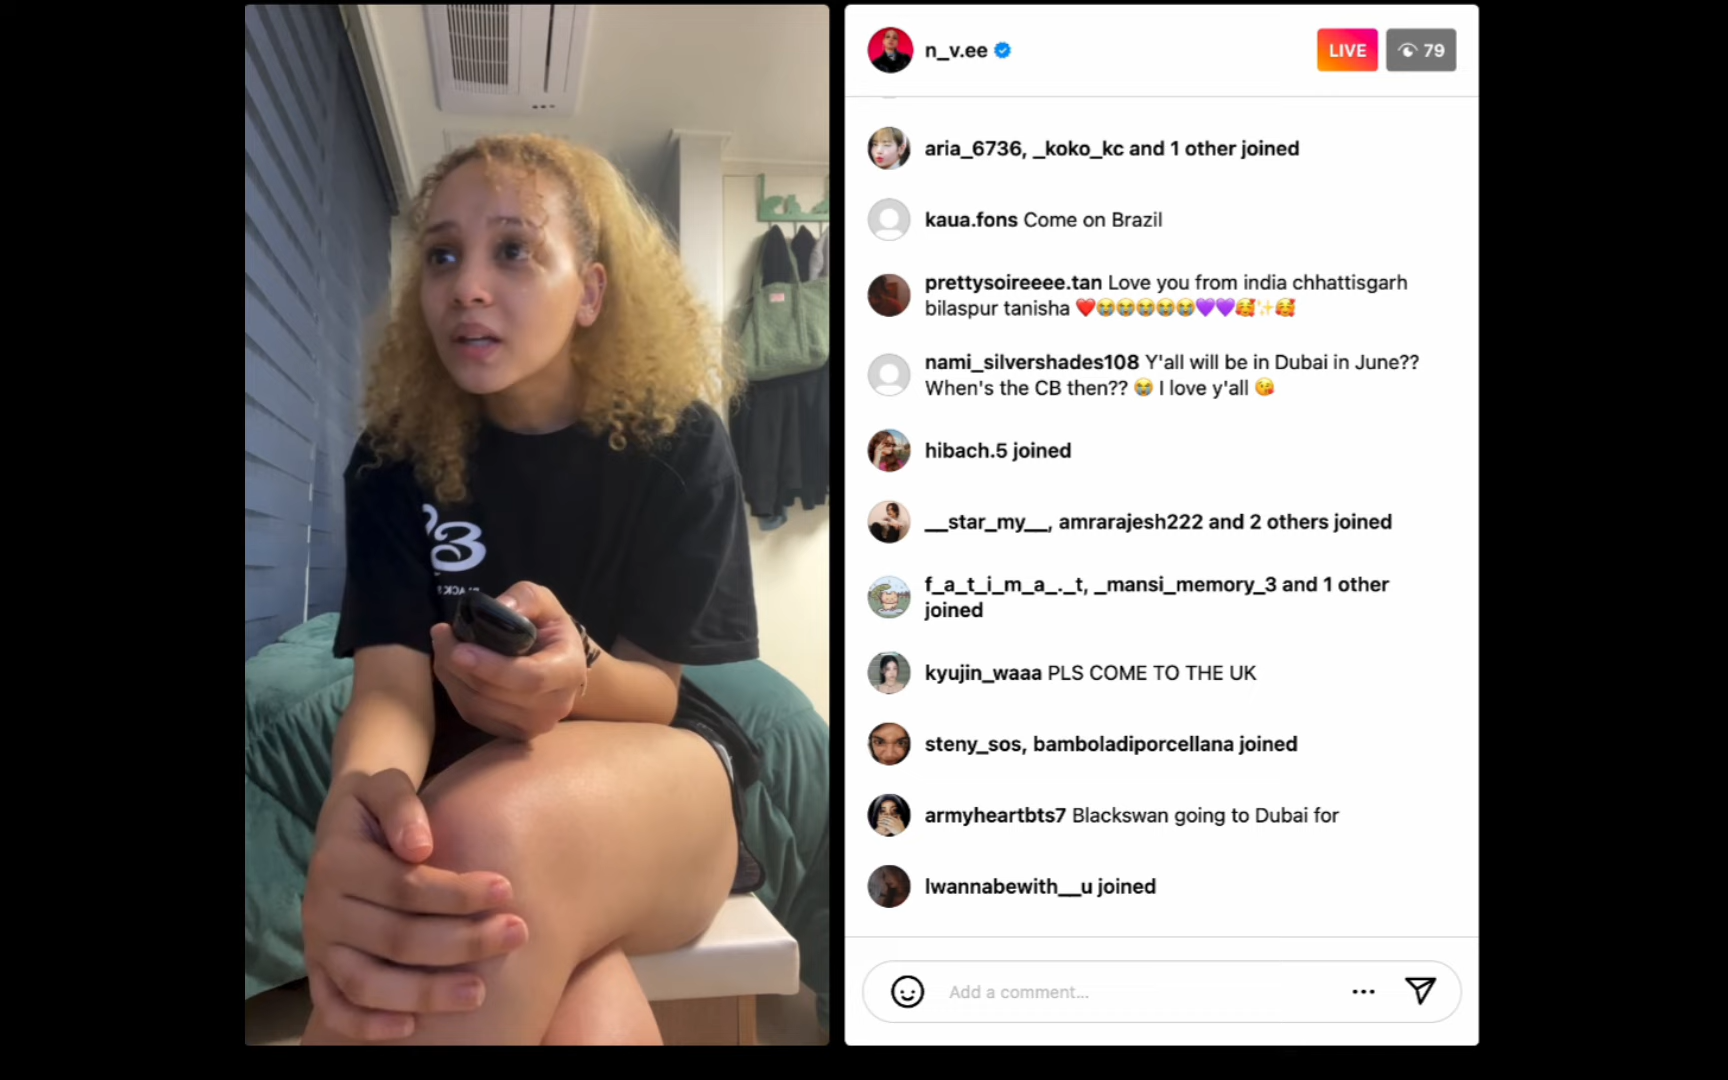 n_v.ee
LIVE
79
aria_6736, _koko_kc and 1 other joined
kaua.fons Come on Brazil
prettysoireeee.tan Love you from india chhattisgarh
bilaspur tanisha ❤️😭😭😭😭😭💜💜🥰✨🥰
nami_silvershades108 Y'all will be in Dubai in June??
When's the CB then?? 😭 I love y'all 😘
hibach.5 joined
__star_my__, amrarajesh222 and 2 others joined
f_a_t_i_m_a_._t, _mansi_memory_3 and 1 other
joined
kyujin_waaa PLS COME TO THE UK
steny_sos, bamboladiporcellana joined
armyheartbts7 Blackswan going to Dubai for
lwannabewith__u joined
Add a comment...